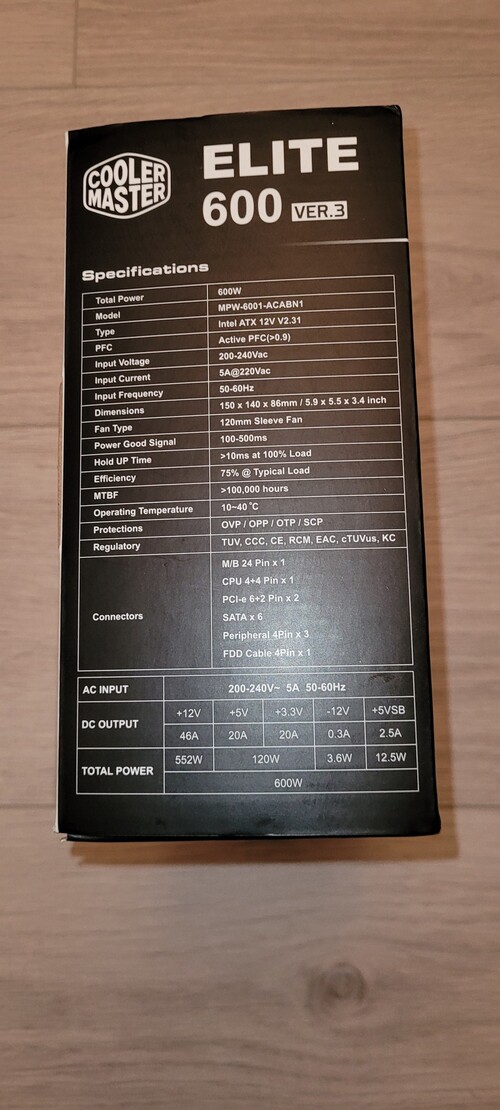 COOLER MASTER
ELITE
600 VER.3
Specifications
Total Power 600W
Model MPW-6001-ACABN1
Type Intel ATX 12V V2.31
PFC Active PFC(>0.9)
Input Voltage 200-240Vac
Input Current 5A@220Vac
Input Frequency 50-60Hz
Dimensions 150 x 140 x 86mm / 5.9 x 5.5 x 3.4 inch
Fan Type 120mm Sleeve Fan
Power Good Signal 100-500ms
Hold UP Time >10ms at 100% Load
Efficiency 75% @ Typical Load
MTBF >100,000 hours
Operating Temperature 10~40 °C
Protections OVP / OPP / OTP / SCP
Regulatory TUV, CCC, CE, RCM, EAC, cTUVus, KC
Connectors
M/B 24 Pin x 1
CPU 4+4 Pin x 1
PCI-e 6+2 Pin x 2
SATA x 6
Peripheral 4Pin x 3
FDD Cable 4Pin x 1
AC INPUT 200-240V~ 5A 50-60Hz
DC OUTPUT +12V +5V +3.3V -12V +5VSB
46A 20A 20A 0.3A 2.5A
TOTAL POWER 552W 120W 3.6W 12.5W
600W